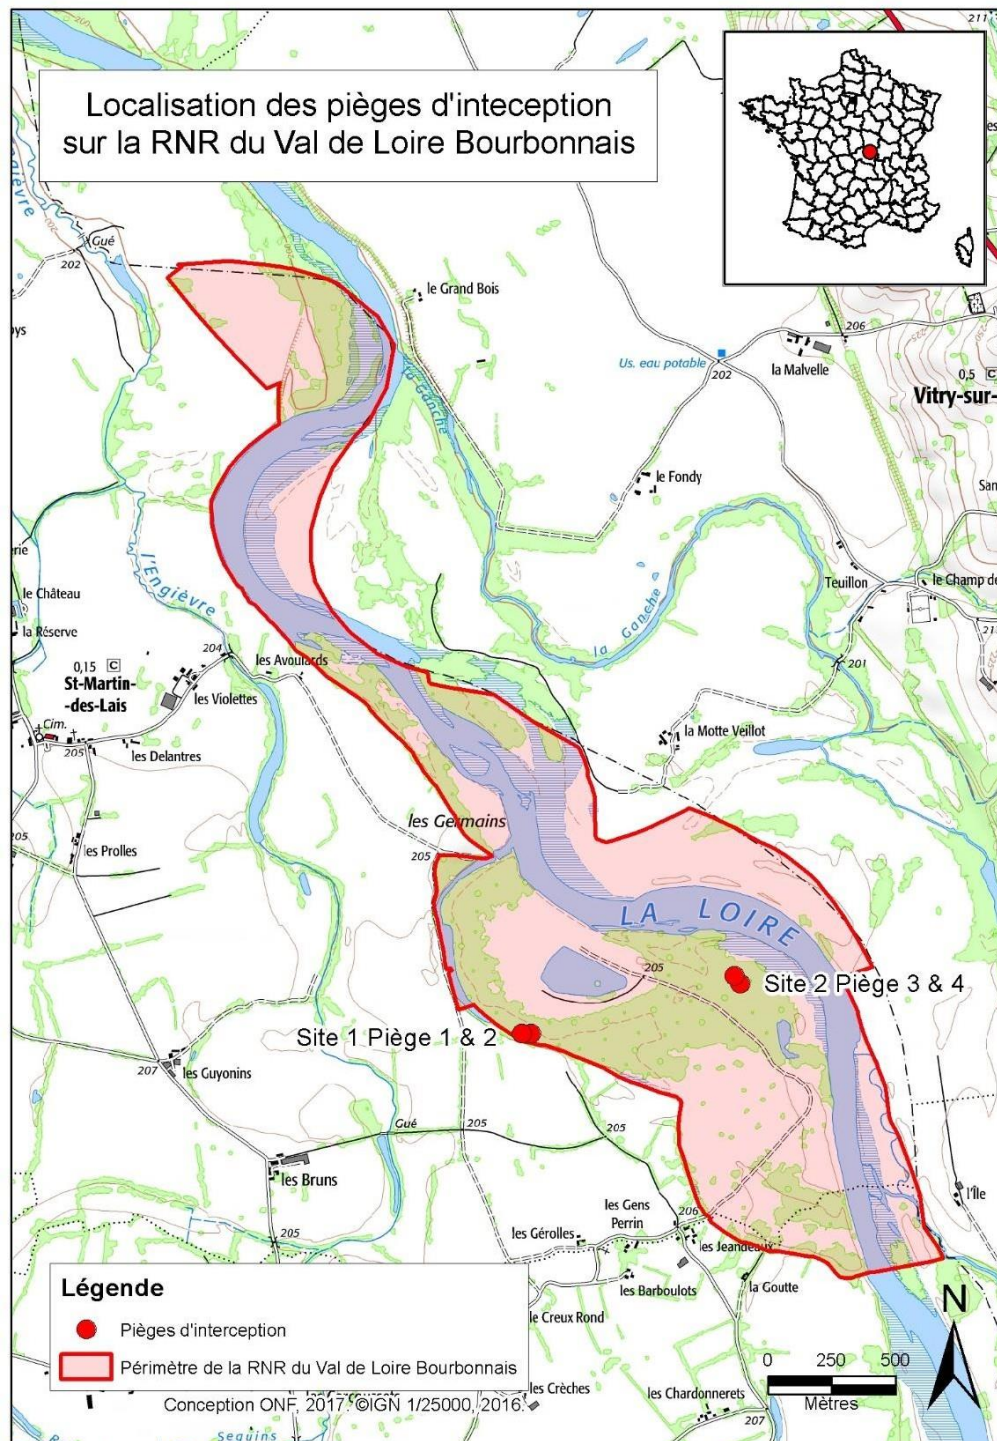 211
Localisation des pièges d'inteception
sur la RNR du Val de Loire Bourbonnais
Gué
202
le Grand Bois
206
Us. eau potable
202
la Malvelle
0,5 C
Vitry-sur-
la Ganche
le Fondy
l'Engièvre
le Château
la Réserve
Teuillon
le Champ de
la Ganche
204
0,15 C
les Avoulards
201
St-Martin-
-des-Lais
les Violettes
Cim.
205
les Delantres
la Motte Veillot
les Germains
205
205
les Prolles
LA LOIRE
205
Site 2 Piège 3 & 4
Site 1 Piège 1 & 2
207
les Guyonins
Gué
205
205
les Bruns
les Gens
Perrin
206
l'Île
les Gérolles
205
les Jeandeaux
les Barboulots
la Goutte
N
Légende
le Creux Rond
Pièges d'interception
0 250 500
Périmètre de la RNR du Val de Loire Bourbonnais
les Crèches
les Chardonnerets
Mètres
Conception ONF, 2017. ©IGN 1/25000, 2016.
207
Seguins